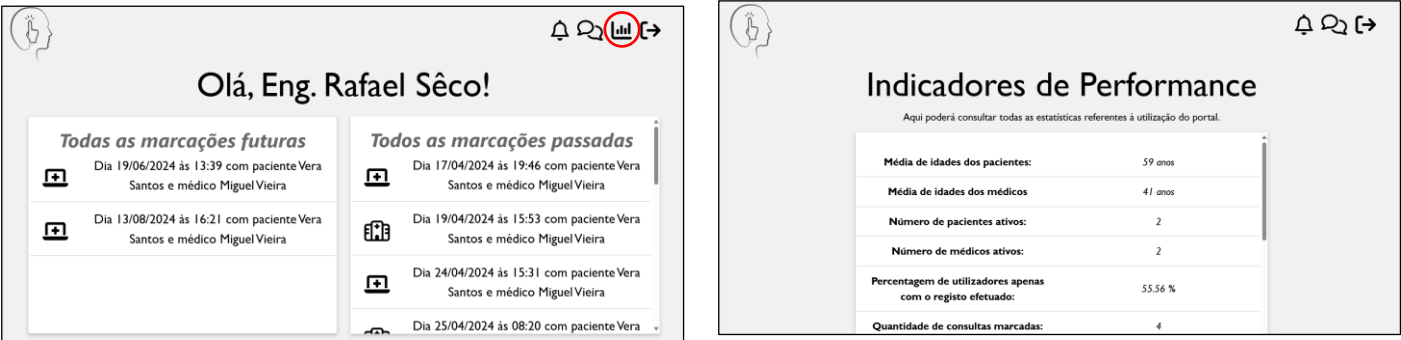 Olá, Eng. Rafael Sêco!
Todas as marcações futuras
Dia 19/06/2024 às 13:39 com paciente Vera
Santos e médico Miguel Vieira
Dia 13/08/2024 às 16:21 com paciente Vera
Santos e médico Miguel Vieira
Todos as marcações passadas
Dia 17/04/2024 às 19:46 com paciente Vera
Santos e médico Miguel Vieira
Dia 19/04/2024 às 15:53 com paciente Vera
Santos e médico Miguel Vieira
Dia 24/04/2024 às 15:31 com paciente Vera
Santos e médico Miguel Vieira
Dia 25/04/2024 às 08:20 com paciente Vera
Indicadores de Performance
Aqui poderá consultar todas as estatísticas referentes à utilização do portal.
Média de idades dos pacientes: 59 anos
Média de idades dos médicos 41 anos
Número de pacientes ativos: 2
Número de médicos ativos: 2
Percentagem de utilizadores apenas
com o registo efetuado: 55.56 %
Quantidade de consultas marcadas: 4